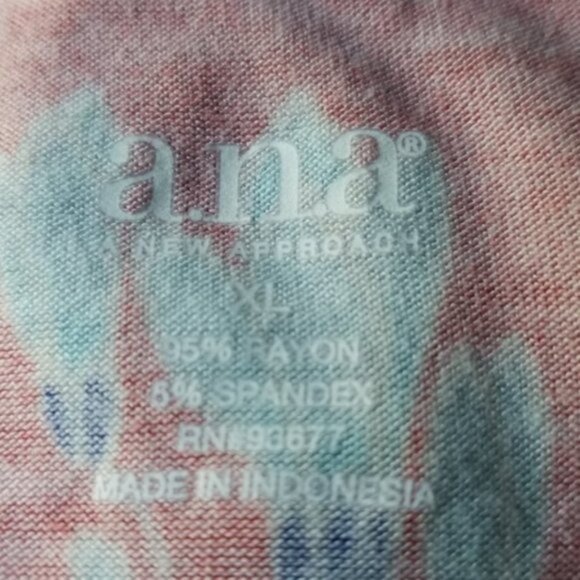 a.n.a®
A NEW APPROACH
XL
95% RAYON
5% SPANDEX
RN#93677
MADE IN INDONESIA